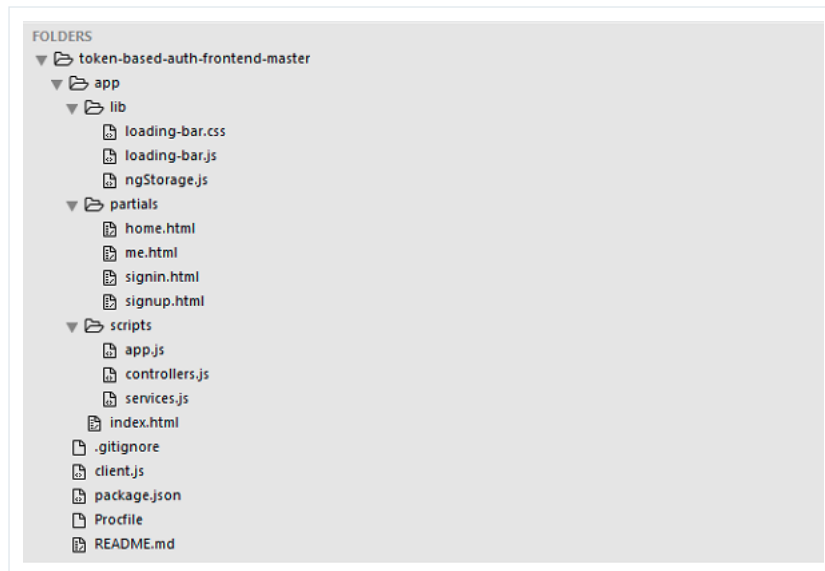 FOLDERS
token-based-auth-frontend-master
app
lib
loading-bar.css
loading-bar.js
ngStorage.js
partials
home.html
me.html
signin.html
signup.html
scripts
app.js
controllers.js
services.js
index.html
.gitignore
client.js
package.json
Procfile
README.md